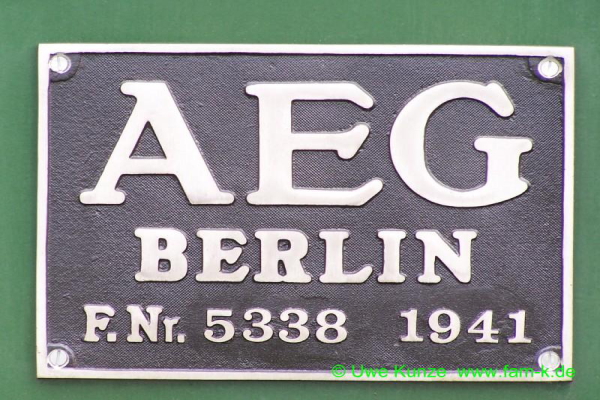 AEG
BERLIN
F.Nr. 5338 1941
© Uwe Kunze www.fam-k.de